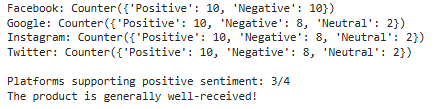 Facebook: Counter({'Positive': 10, 'Negative': 10})
Google: Counter({'Positive': 10, 'Negative': 8, 'Neutral': 2})
Instagram: Counter({'Positive': 10, 'Negative': 8, 'Neutral': 2})
Twitter: Counter({'Positive': 10, 'Negative': 8, 'Neutral': 2})
Platforms supporting positive sentiment: 3/4
The product is generally well-received!